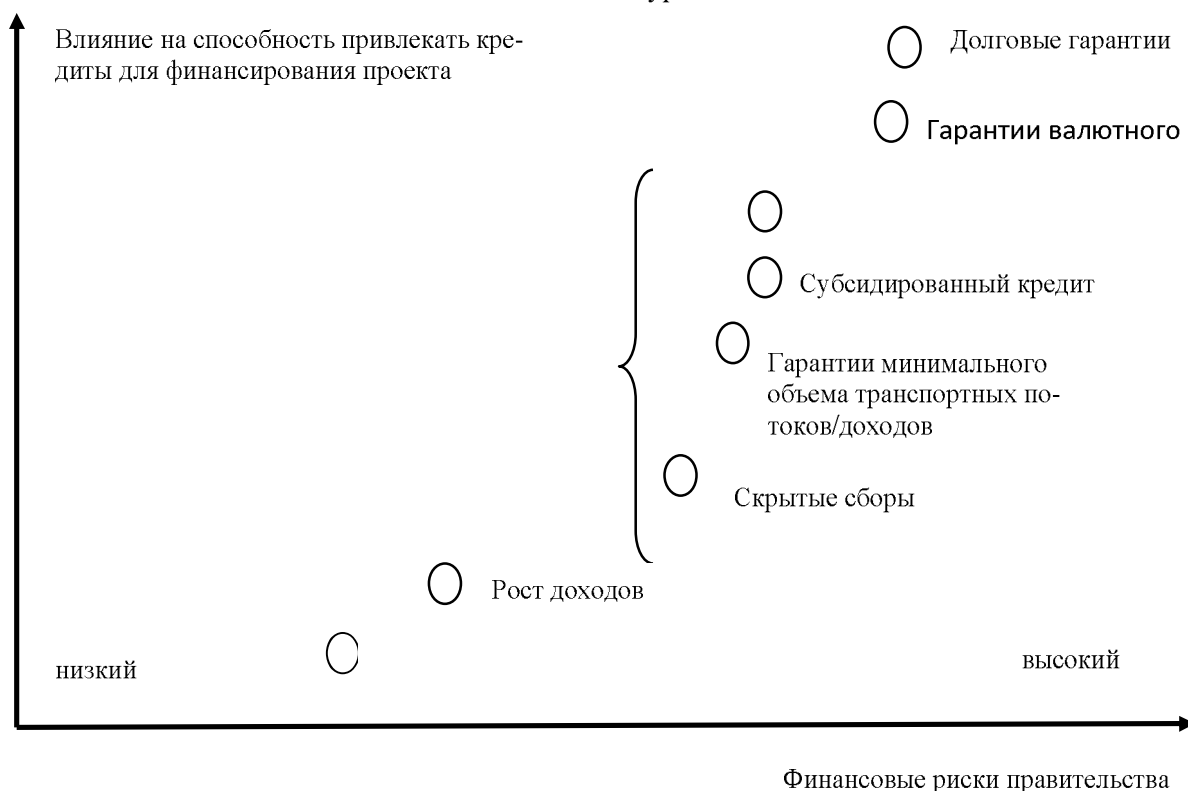 Влияние на способность привлекать кре-
диты для финансирования проекта
Долговые гарантии
Гарантии валютного
Субсидированный кредит
Гарантии минимального
объема транспортных по-
токов/доходов
Скрытые сборы
Рост доходов
низкий
высокий
Финансовые риски правительства